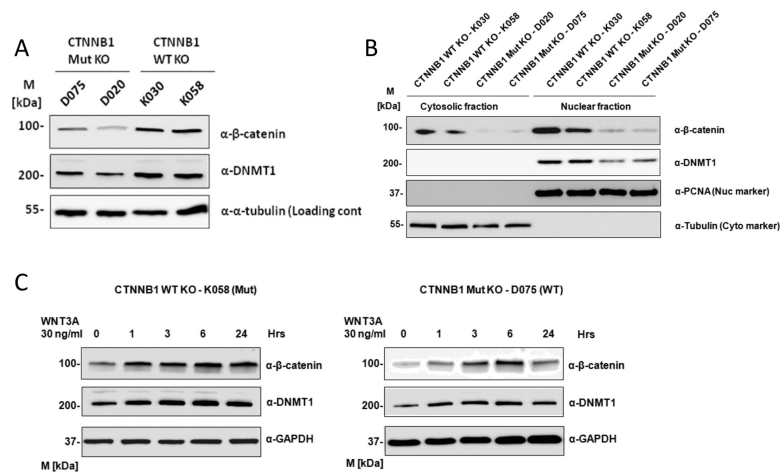 A
CTNNB1 Mut KO
CTNNB1 WT KO
M [kDa]
D075 D020 K030 K058
100- α-β-catenin
200- α-DNMT1
55- α-α-tubulin (Loading cont
B
CTNNB1 WT KO - K030
CTNNB1 WT KO - K058
CTNNB1 Mut KO - D020
CTNNB1 Mut KO - D075
CTNNB1 WT KO - K030
CTNNB1 WT KO - K058
CTNNB1 Mut KO - D020
CTNNB1 Mut KO - D075
M [kDa]
Cytosolic fraction Nuclear fraction
100- α-β-catenin
200- α-DNMT1
37- α-PCNA (Nuc marker)
55- α-Tubulin (Cyto marker)
C
CTNNB1 WT KO - K058 (Mut)
WNT3A
30 ng/ml 0 1 3 6 24 Hrs
100- α-β-catenin
200- α-DNMT1
37- α-GAPDH
M [kDa]
CTNNB1 Mut KO - D075 (WT)
WNT3A
30 ng/ml 0 1 3 6 24 Hrs
100- α-β-catenin
200- α-DNMT1
37- α-GAPDH
M [kDa]